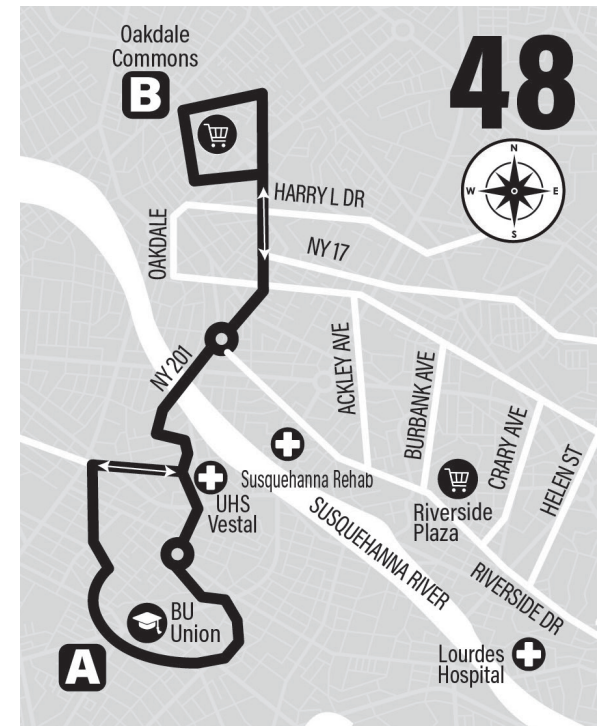 Oakdale
Commons
B
48
N
W
E
S
HARRY L DR
OAKDALE
NY 17
NY 201
ACKLEY AVE
BURBANK AVE
CRARY AVE
HELEN ST
Susquehanna Rehab
UHS
Vestal
Riverside
Plaza
SUSQUEHANNA RIVER
RIVERSIDE DR
BU
Union
A
Lourdes
Hospital